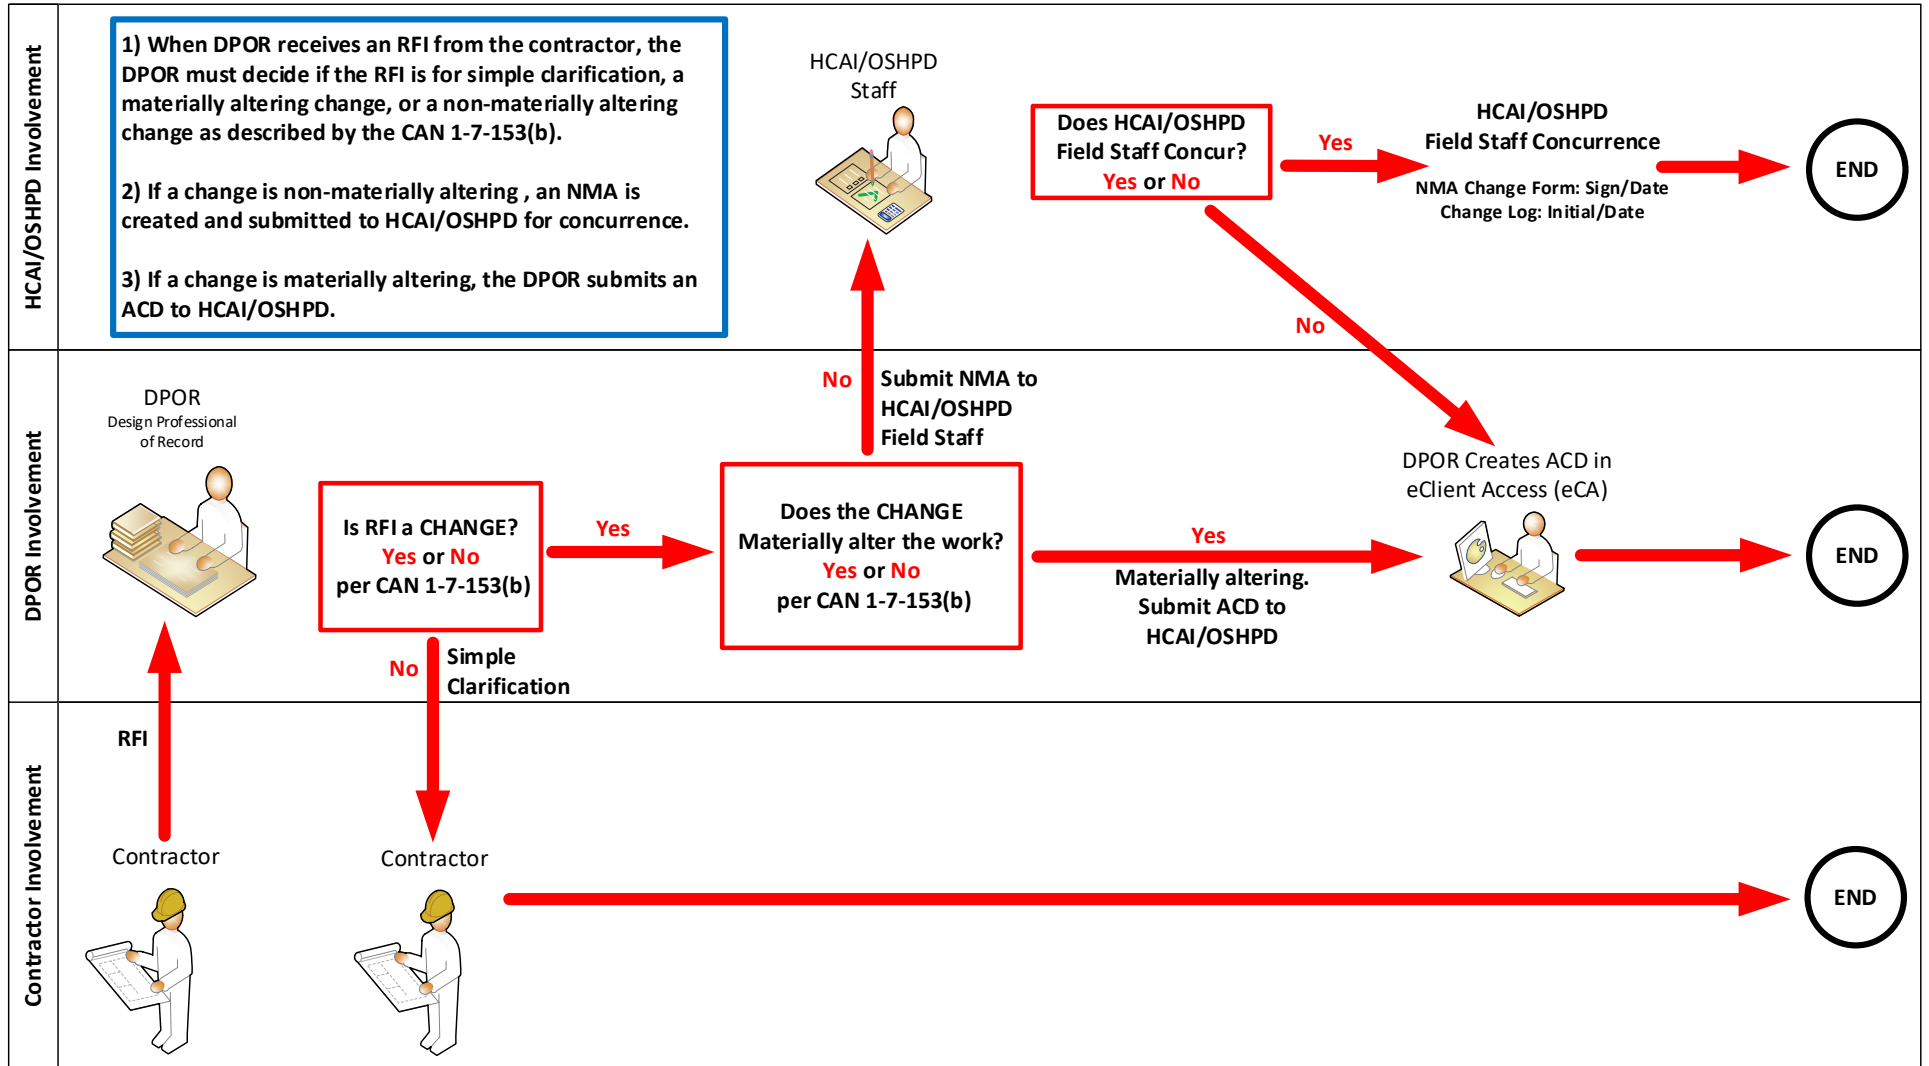 HCAI/OSHPD Involvement
1) When DPOR receives an RFI from the contractor, the
DPOR must decide if the RFI is for simple clarification, a
materially altering change, or a non-materially altering
change as described by the CAN 1-7-153(b).
2) If a change is non-materially altering , an NMA is
created and submitted to HCAI/OSHPD for concurrence.
3) If a change is materially altering, the DPOR submits an
ACD to HCAI/OSHPD.
HCAI/OSHPD
Staff
Does HCAI/OSHPD
Field Staff Concur?
Yes or No
Yes
HCAI/OSHPD
Field Staff Concurrence
NMA Change Form: Sign/Date
Change Log: Initial/Date
END
No
DPOR Involvement
DPOR
Design Professional
of Record
Is RFI a CHANGE?
Yes or No
per CAN 1-7-153(b)
Yes
No
Submit NMA to
HCAI/OSHPD
Field Staff
Does the CHANGE
Materially alter the work?
Yes or No
per CAN 1-7-153(b)
Yes
Materially altering.
Submit ACD to
HCAI/OSHPD
DPOR Creates ACD in
eClient Access (eCA)
END
No
Simple
Clarification
Contractor Involvement
RFI
Contractor
Contractor
END